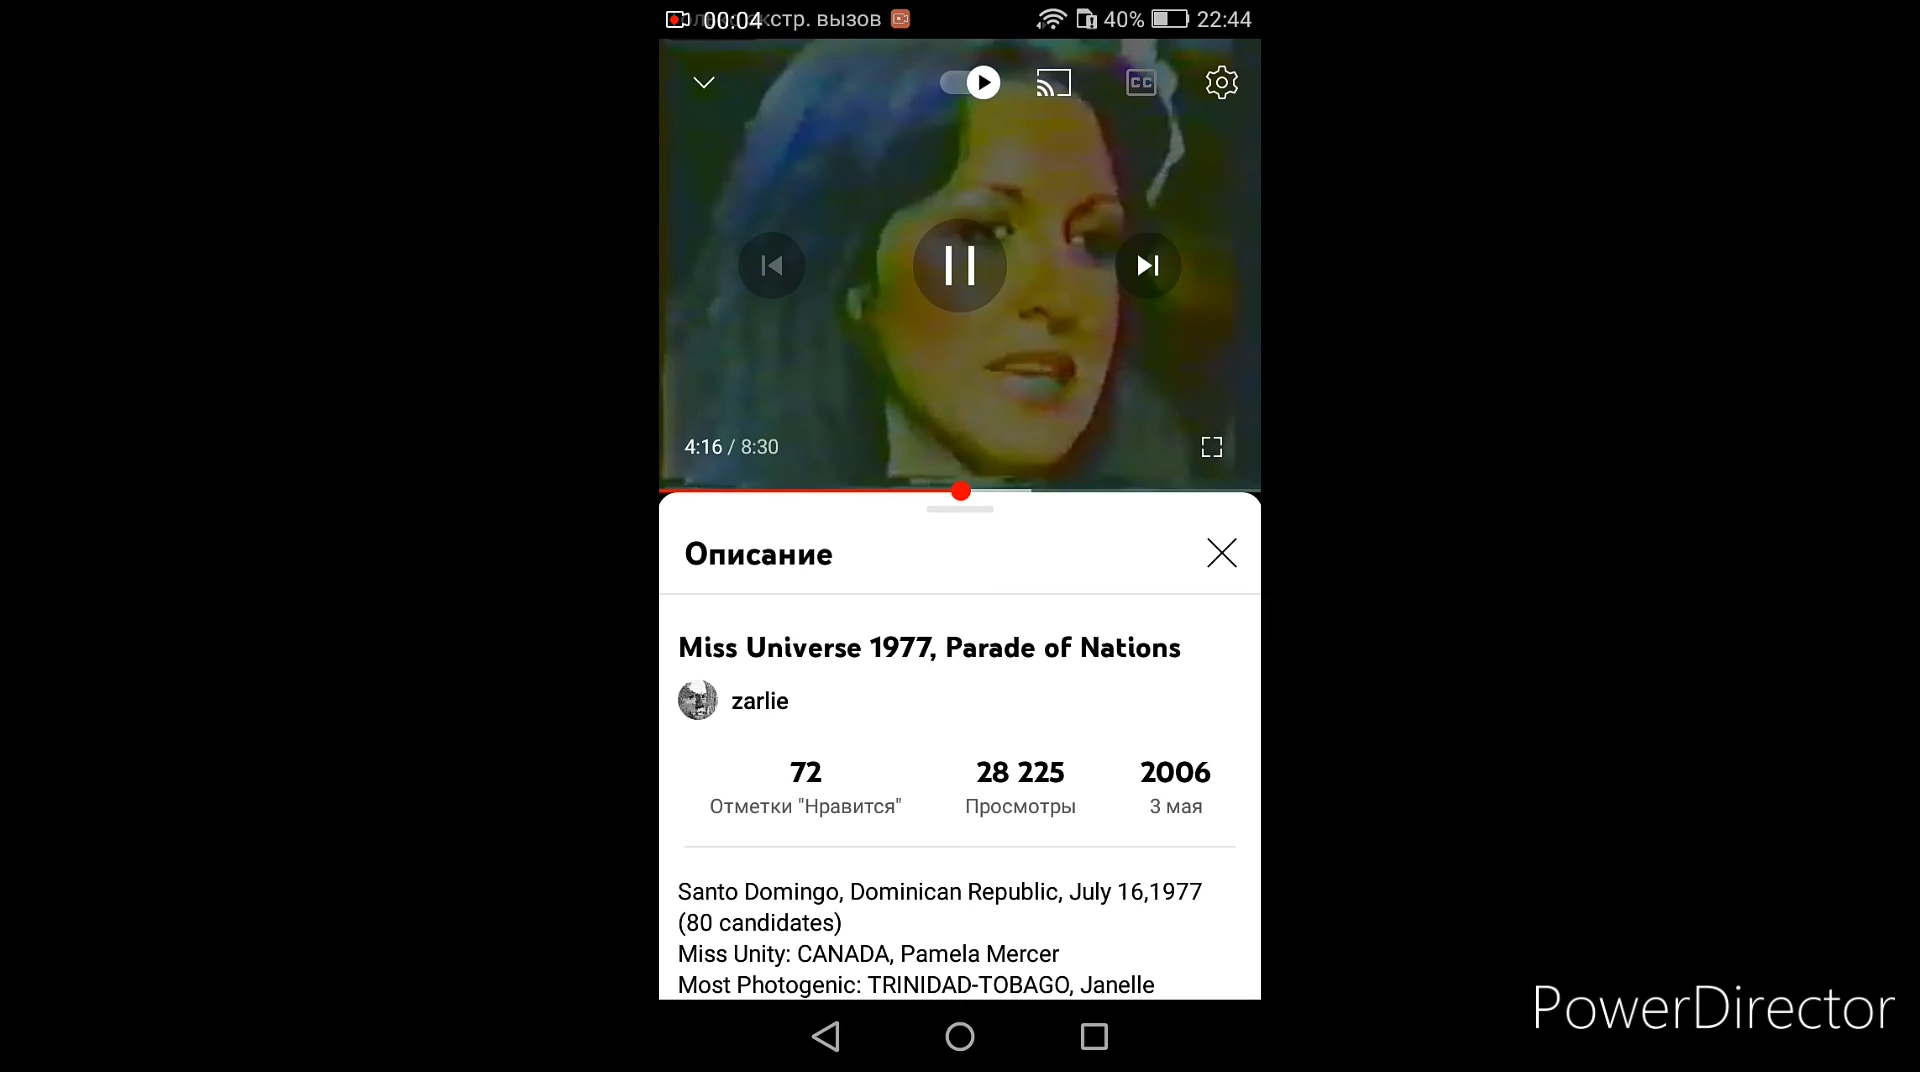 00:04 кстр. вызов 40% 22:44
CC
4:16 / 8:30
Описание
Miss Universe 1977, Parade of Nations
zarlie
72 28 225 2006
Отметки "Нравится" Просмотры 3 мая
Santo Domingo, Dominican Republic, July 16,1977
(80 candidates)
Miss Unity: CANADA, Pamela Mercer
Most Photogenic: TRINIDAD-TOBAGO, Janelle
PowerDirector